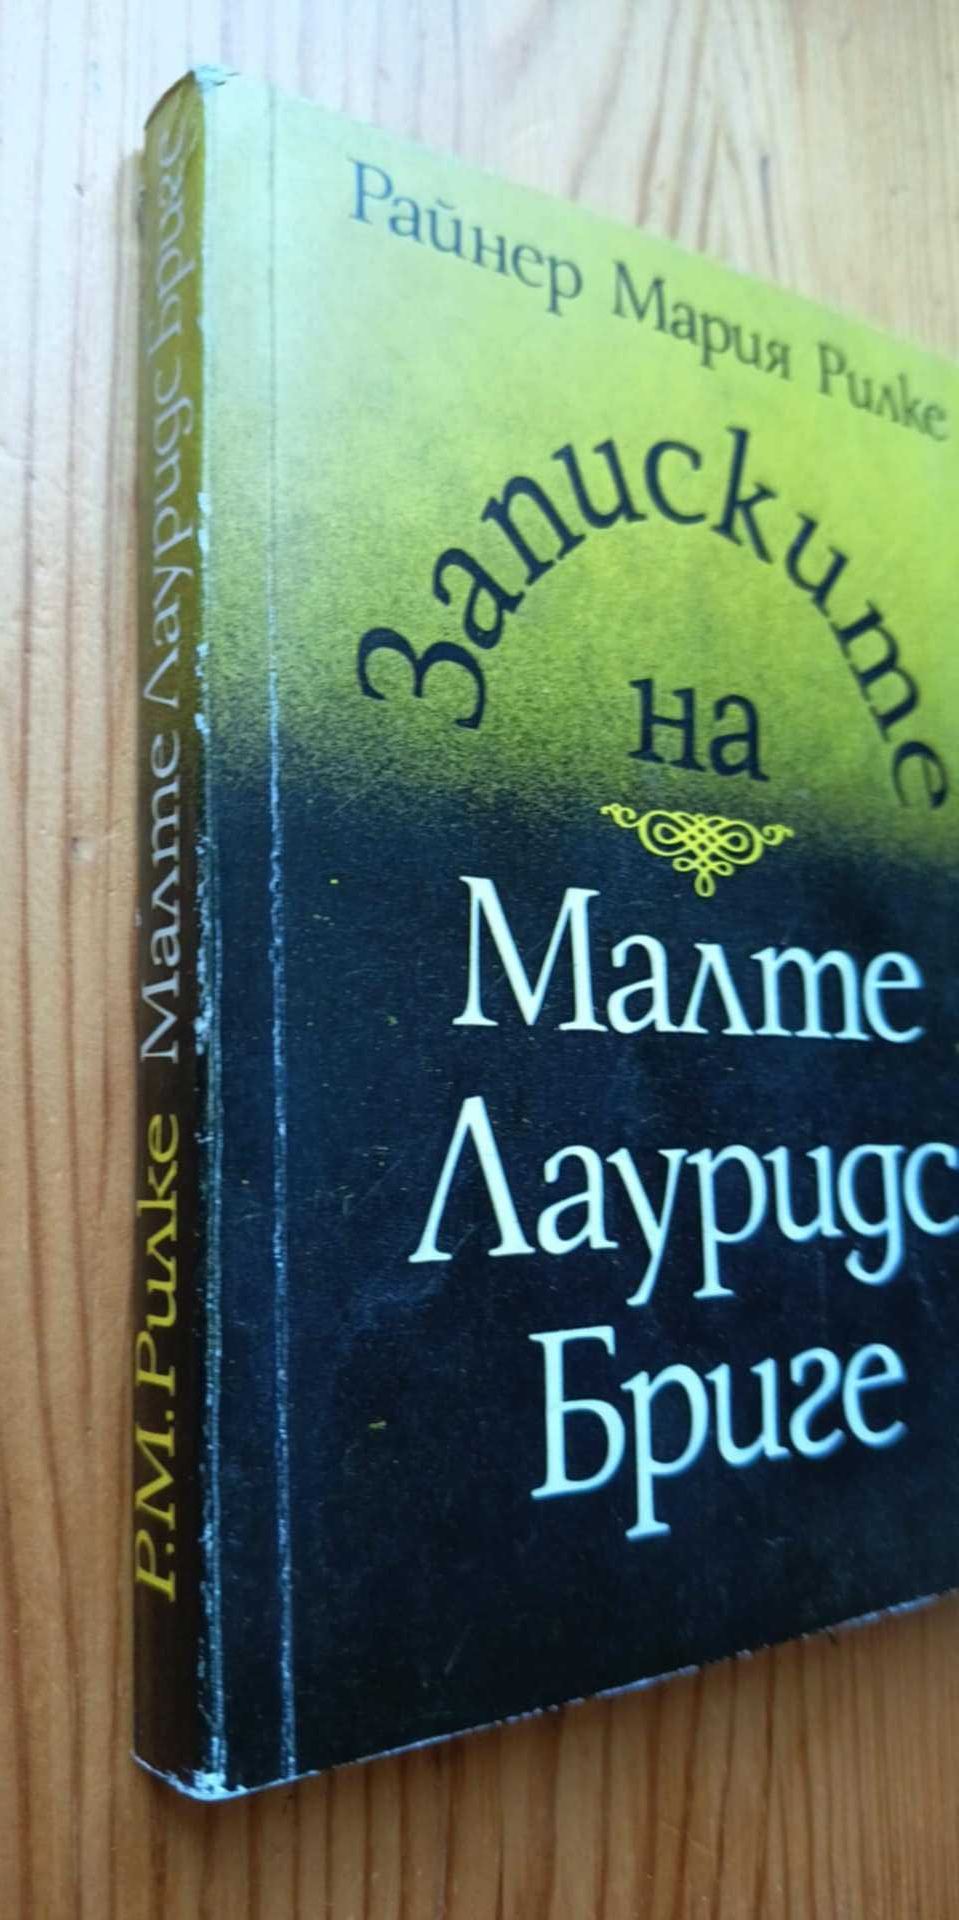 Райнер Мария Рилке
Записките
на
Малте
Лауридс
Бриге
Р.М.Рилке Малте Лауридс Бриге